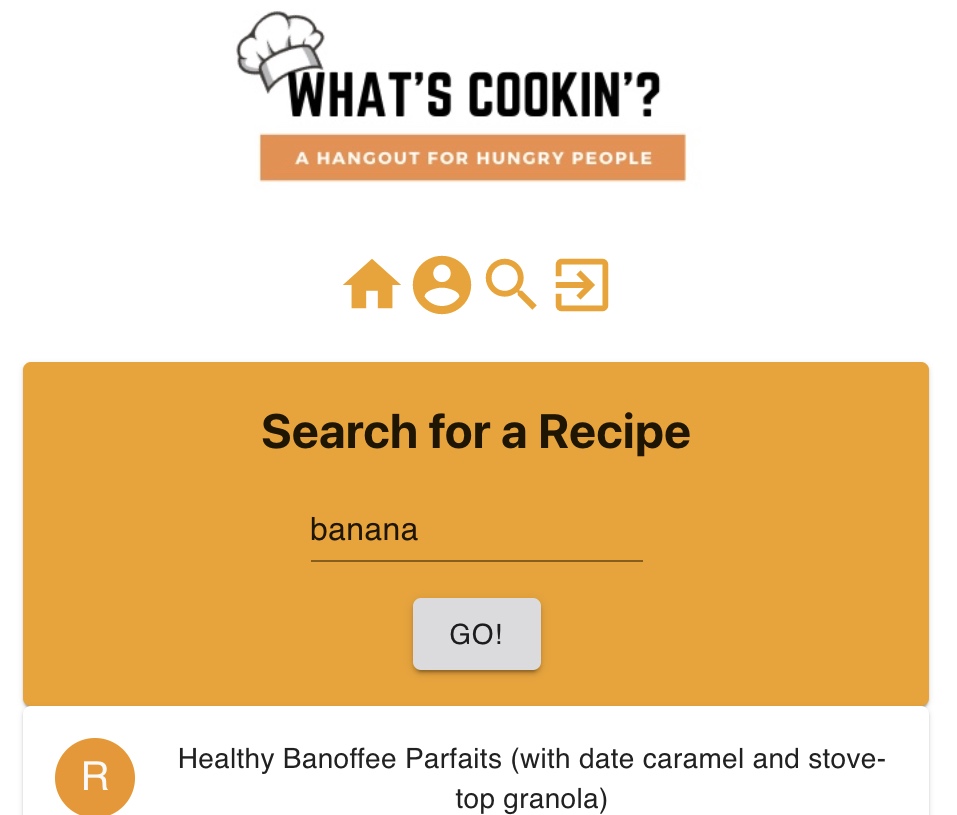 WHAT'S COOKIN'?
A HANGOUT FOR HUNGRY PEOPLE
Search for a Recipe
banana
GO!
R
Healthy Banoffee Parfaits (with date caramel and stove-
top granola)